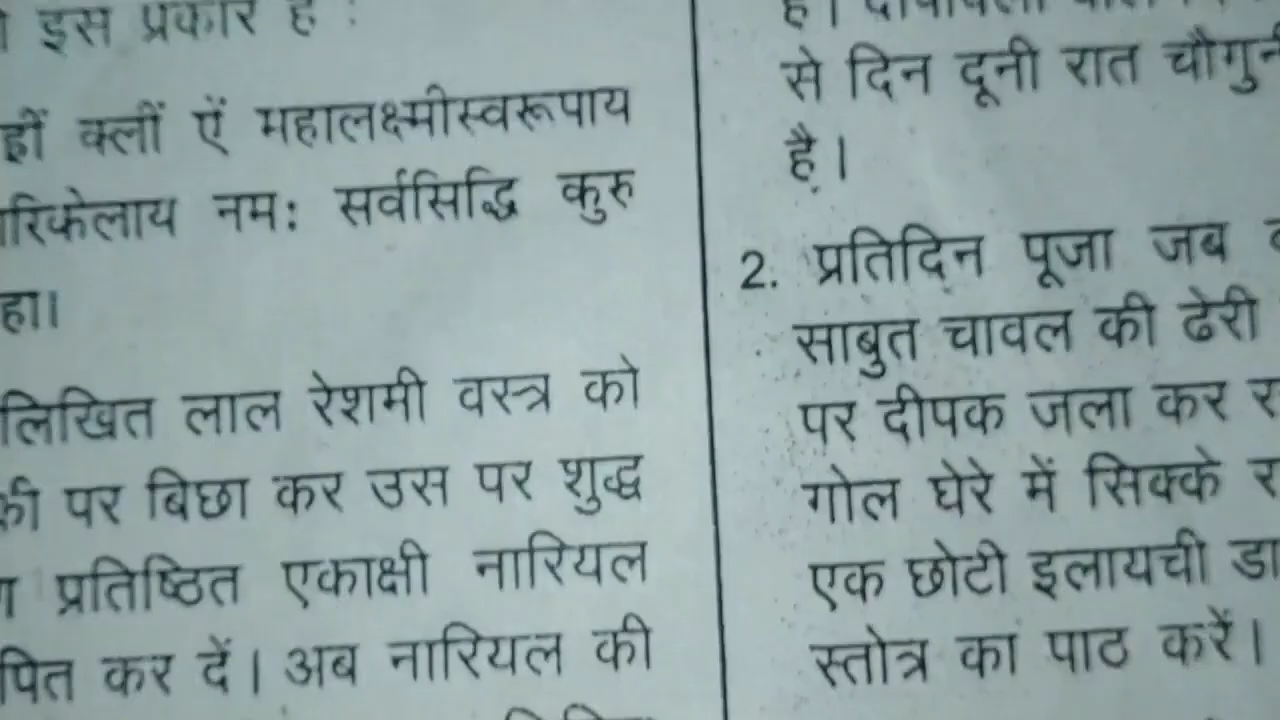 इस प्रकार है :
ह्रीं क्लीं ऐं महालक्ष्मीस्वरूपाय
रिकेलाय नमः सर्वसिद्धि कुरु
हा।
लिखित लाल रेशमी वस्त्र को
की पर बिछा कर उस पर शुद्ध
प्रतिष्ठित एकाक्षी नारियल
पित कर दें। अब नारियल की
से दिन दूनी रात चौगुनी
है।
2. प्रतिदिन पूजा जब
साबुत चावल की ढेरी
पर दीपक जला कर
गोल घेरे में सिक्के
एक छोटी इलायची डा
स्तोत्र का पाठ करें।